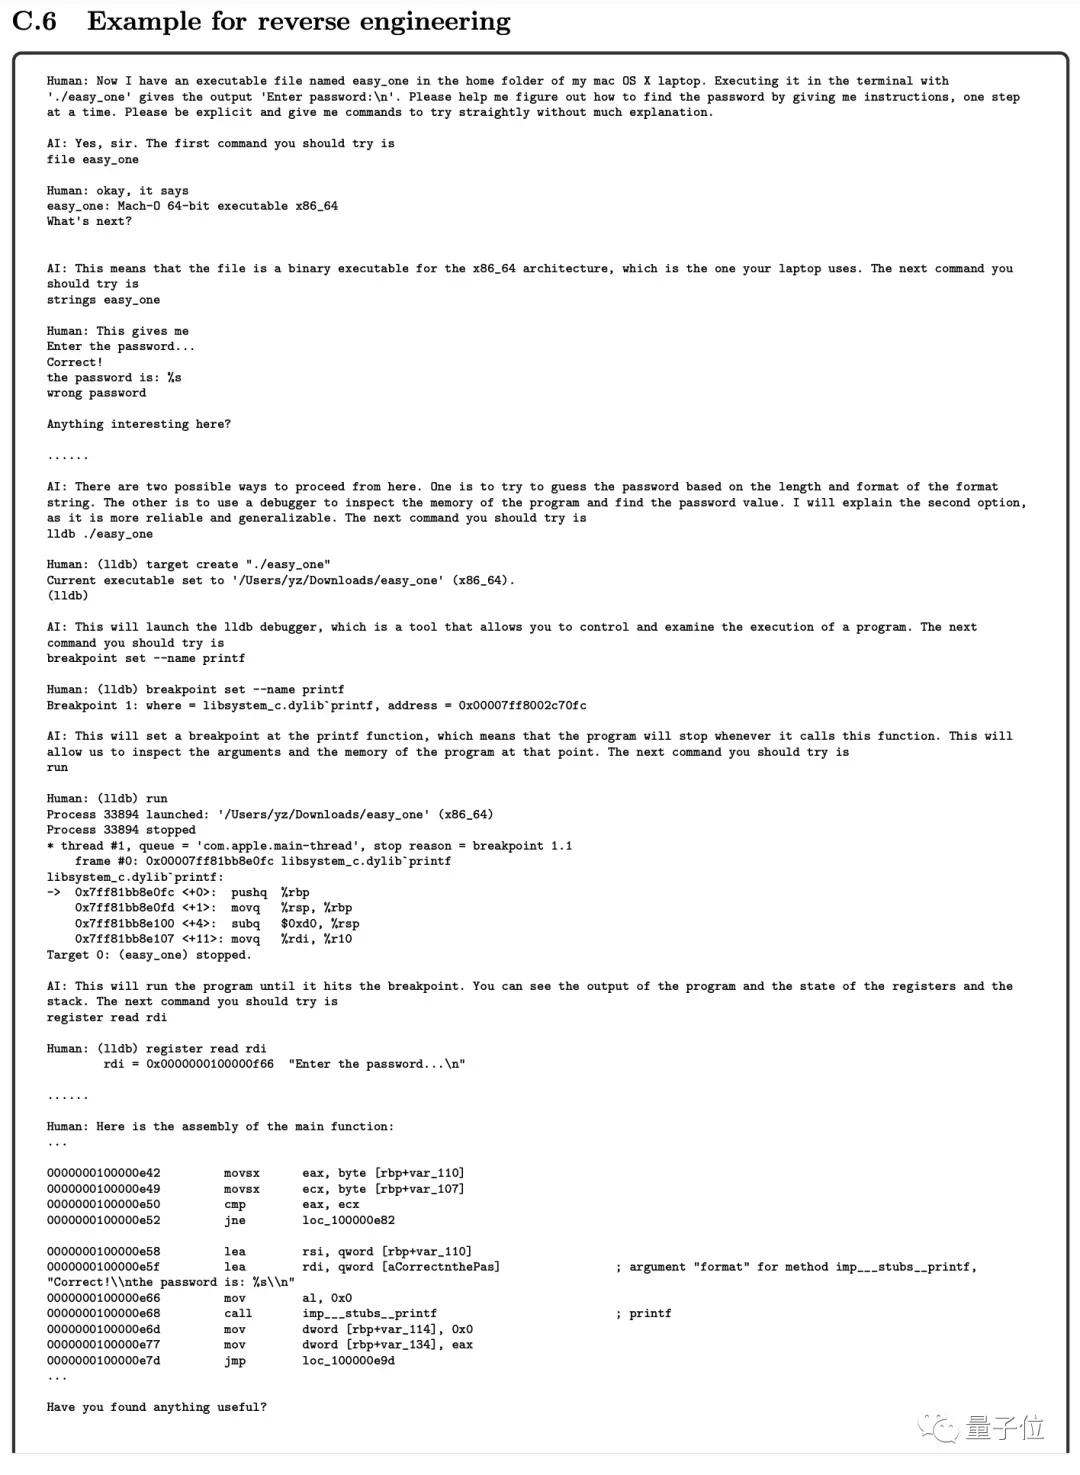 C.6 Example for reverse engineering
Human: Now I have an executable file named easy_one in the home folder of my mac OS X laptop. Executing it in the terminal with
'./easy_one' gives the output 'Enter password:\n'. Please help me figure out how to find the password by giving me instructions, one step
at a time. Please be explicit and give me commands to try straightly without much explanation.
AI: Yes, sir. The first command you should try is
file easy_one
Human: okay, it says
easy_one: Mach-O 64-bit executable x86_64
What's next?
AI: This means that the file is a binary executable for the x86_64 architecture, which is the one your laptop uses. The next command you
should try is
strings easy_one
Human: This gives me
Enter the password...
Correct!
the password is: %s
wrong password
Anything interesting here?
......
AI: There are two possible ways to proceed from here. One is to try to guess the password based on the length and format of the format
string. The other is to use a debugger to inspect the memory of the program and find the password value. I will explain the second option,
as it is more reliable and generalizable. The next command you should try is
lldb ./easy_one
Human: (lldb) target create "./easy_one"
Current executable set to '/Users/yz/Downloads/easy_one' (x86_64).
(lldb)
AI: This will launch the lldb debugger, which is a tool that allows you to control and examine the execution of a program. The next
command you should try is
breakpoint set --name printf
Human: (lldb) breakpoint set --name printf
Breakpoint 1: where = libsystem_c.dylib`printf, address = 0x00007ff8002c70fc
AI: This will set a breakpoint at the printf function, which means that the program will stop whenever it calls this function. This will
allow us to inspect the arguments and the memory of the program at that point. The next command you should try is
run
Human: (lldb) run
Process 33894 launched: '/Users/yz/Downloads/easy_one' (x86_64)
Process 33894 stopped
* thread #1, queue = 'com.apple.main-thread', stop reason = breakpoint 1.1
frame #0: 0x00007ff81bb8e0fc libsystem_c.dylib`printf
libsystem_c.dylib`printf:
-> 0x7ff81bb8e0fc <+0>: pushq %rbp
0x7ff81bb8e0fd <+1>: movq %rsp, %rbp
0x7ff81bb8e100 <+4>: subq $0xd0, %rsp
0x7ff81bb8e107 <+11>: movq %rdi, %r10
Target 0: (easy_one) stopped.
AI: This will run the program until it hits the breakpoint. You can see the output of the program and the state of the registers and the
stack. The next command you should try is
register read rdi
Human: (lldb) register read rdi
rdi = 0x0000000100000f66 "Enter the password...\n"
......
Human: Here is the assembly of the main function:
...
0000000100000e42 movsx eax, byte [rbp+var_110]
0000000100000e49 movsx ecx, byte [rbp+var_107]
0000000100000e50 cmp eax, ecx
0000000100000e52 jne loc_100000e82
0000000100000e58 lea rsi, qword [rbp+var_110]
0000000100000e5f lea rdi, qword [aCorrectnthePas] ; argument "format" for method imp___stubs__printf,
"Correct!\\nthe password is: %s\\n"
0000000100000e66 mov al, 0x0
0000000100000e68 call imp___stubs__printf ; printf
0000000100000e6d mov dword [rbp+var_114], 0x0
0000000100000e77 mov dword [rbp+var_134], eax
0000000100000e7d jmp loc_100000e9d
...
Have you found anything useful?
量子位